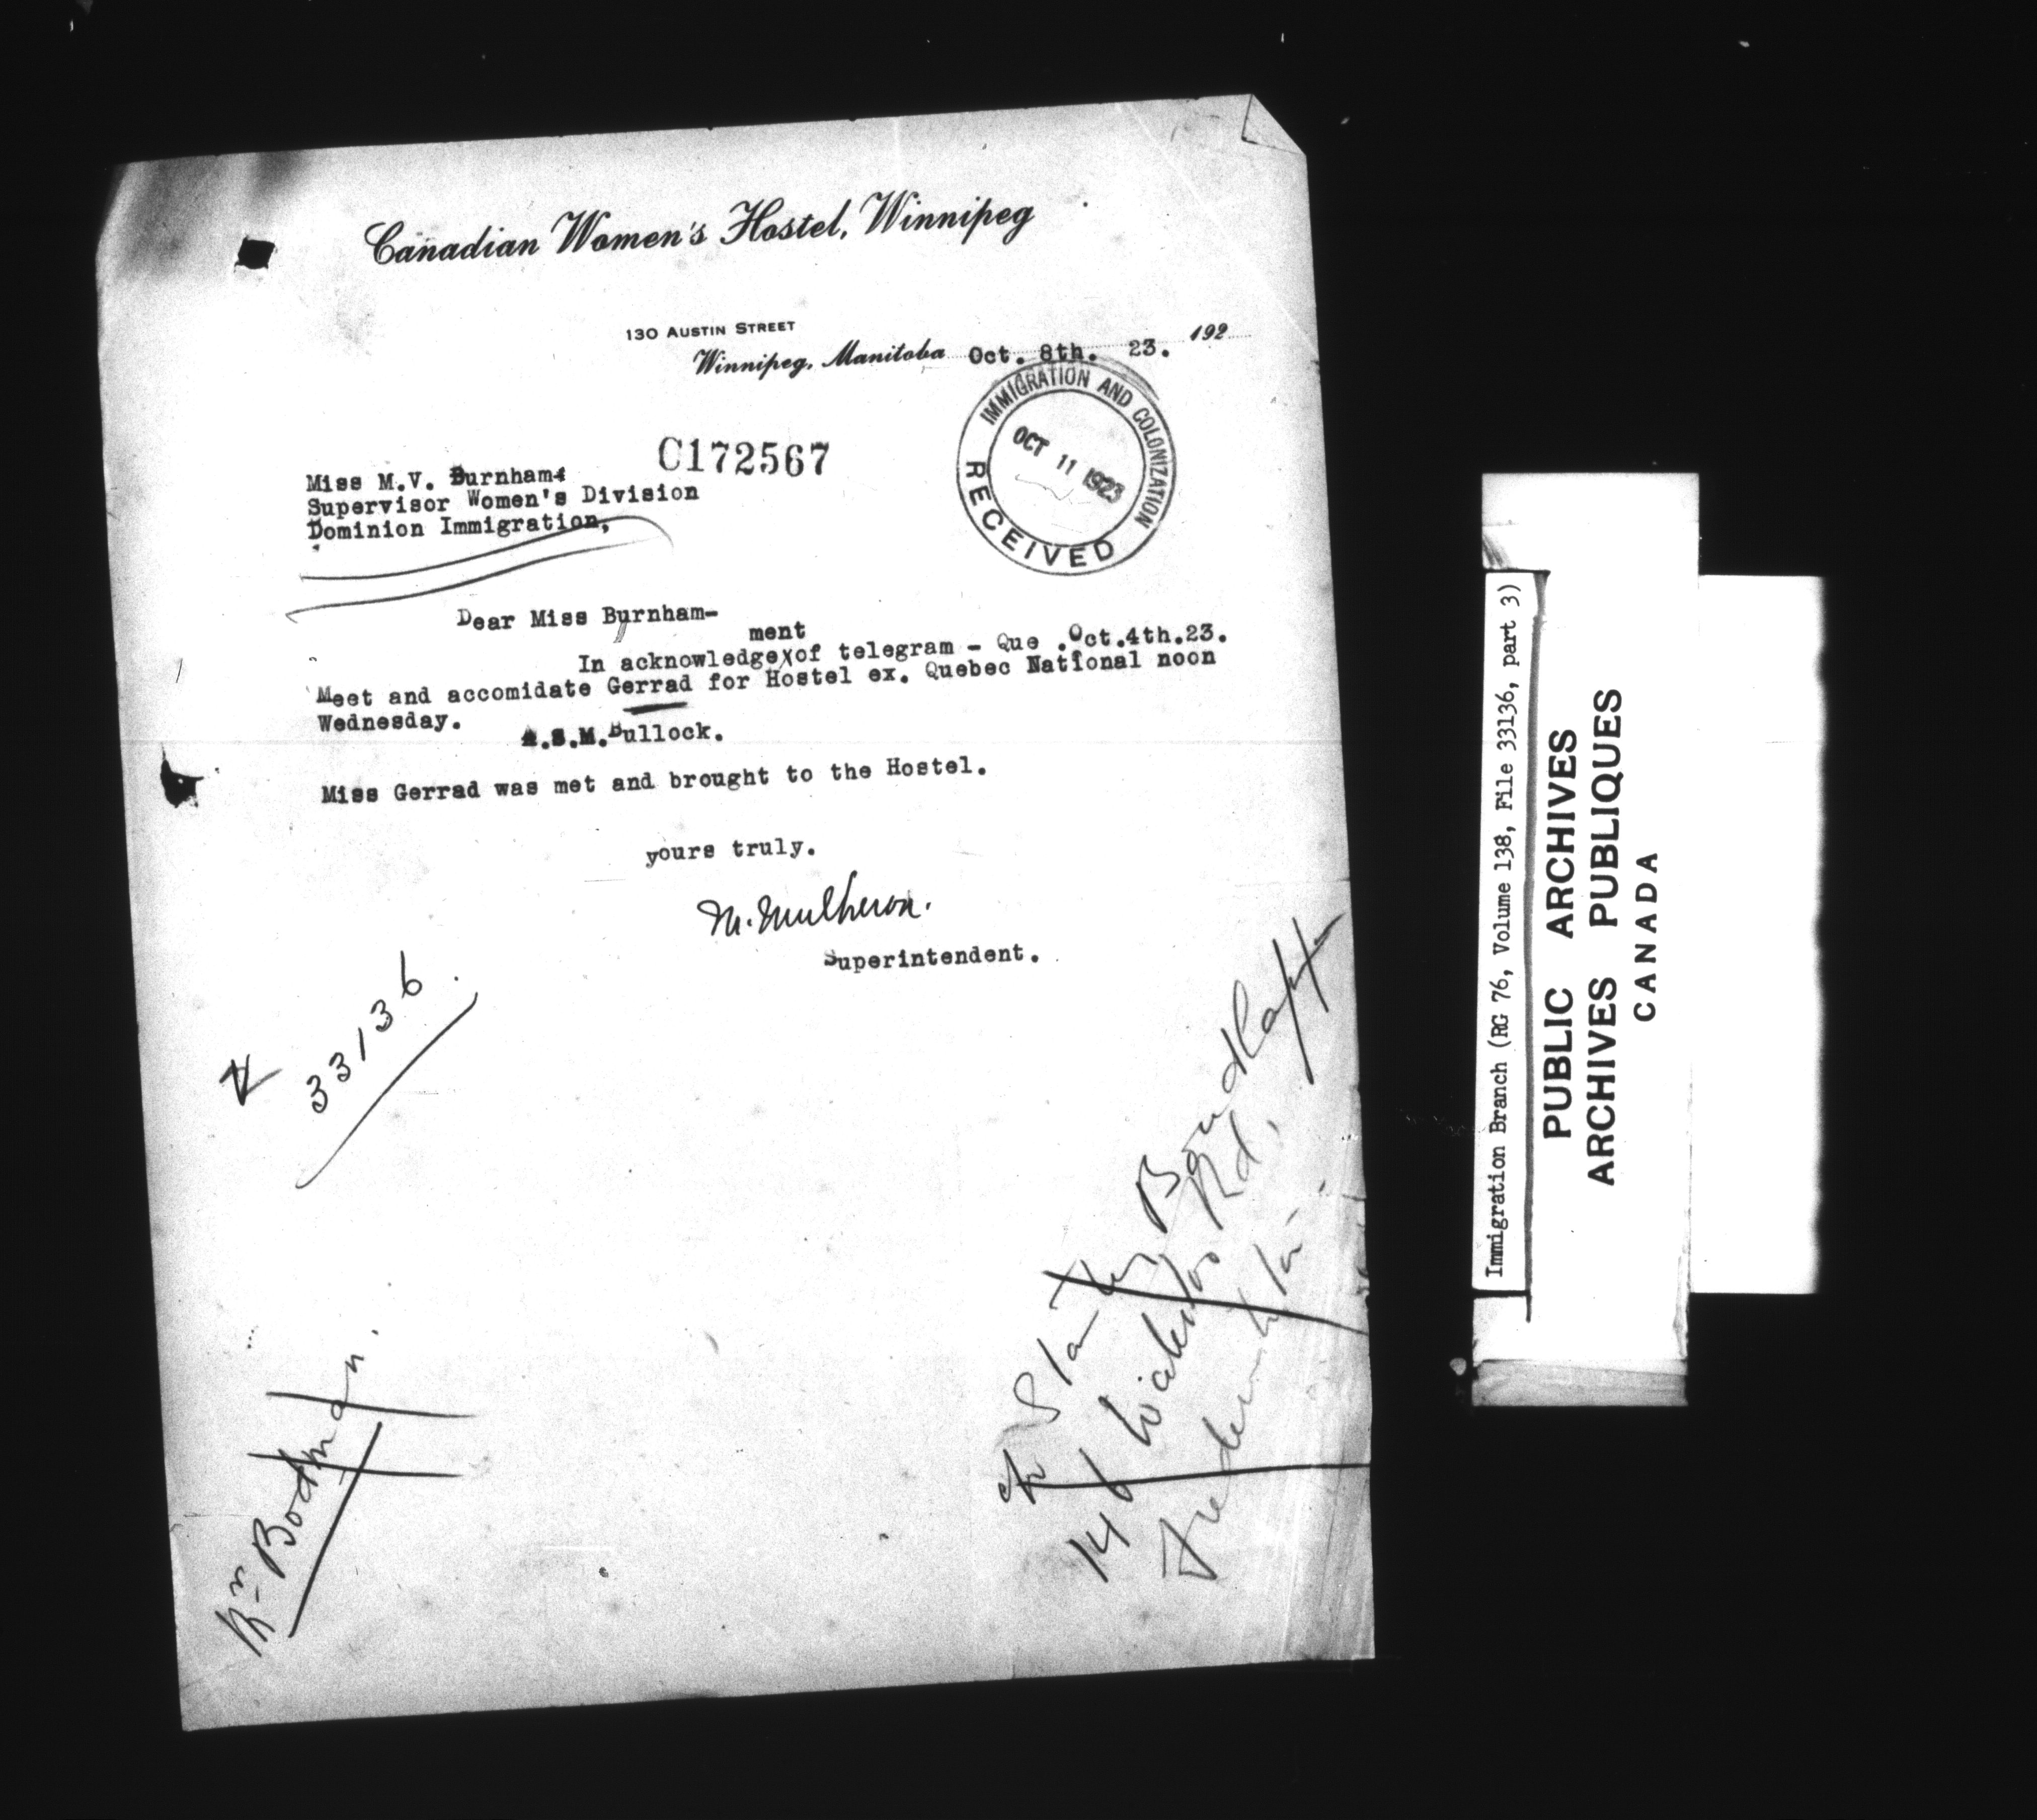 Canadian Women's Hostel, Winnipeg
130 AUSTIN STREET
Winnipeg, Manitoba Oct. 8th. 23. 192
IMMIGRATION AND COLONIZATION
OCT 11 1923
RECEIVED
C172567
Miss M.V. Burnham
Supervisor Women's Division
Dominion Immigration,
Dear Miss Burnham-
ment
In acknowledge of telegram - Que .Oct.4th.23.
Meet and accomidate Gerrad for Hostel ex. Quebec National noon
Wednesday.
A.S.M.Bullock.
Miss Gerrad was met and brought to the Hostel.
yours truly.
M. Mulheron.
Superintendent.
33136.
Bodman.
Stanley
146 Waterloo Rd,
Immigration Branch (RG 76, Volume 138, File 33136, part 3)
PUBLIC ARCHIVES
ARCHIVES PUBLIQUES
CANADA